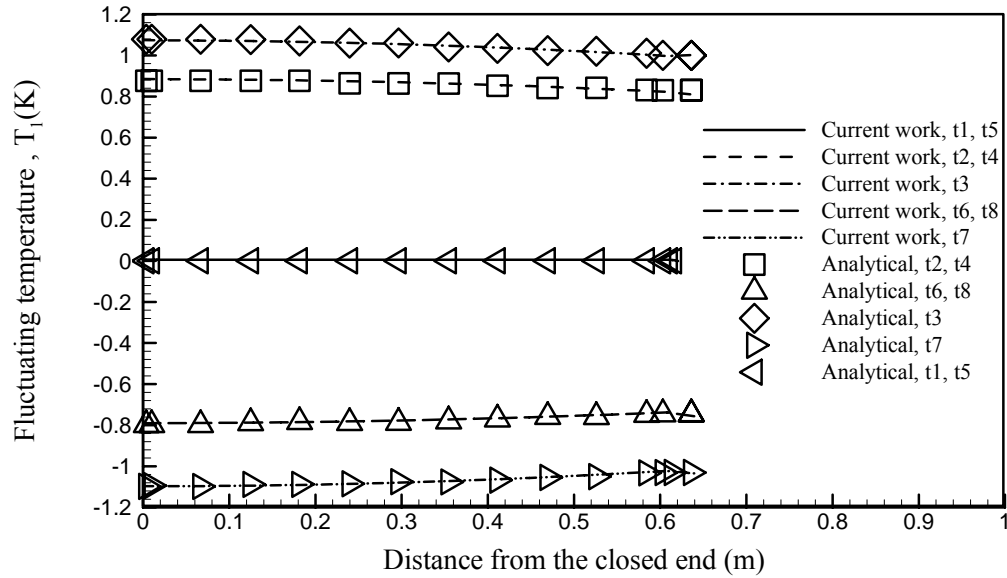 1.2
1
0.8
0.6
0.4
0.2
0
-0.2
-0.4
-0.6
-0.8
-1
-1.2
Fluctuating temperature , T1(K)
0 0.1 0.2 0.3 0.4 0.5 0.6 0.7 0.8 0.9 1
Distance from the closed end (m)
Current work, t1, t5
Current work, t2, t4
Current work, t3
Current work, t6, t8
Current work, t7
Analytical, t2, t4
Analytical, t6, t8
Analytical, t3
Analytical, t7
Analytical, t1, t5